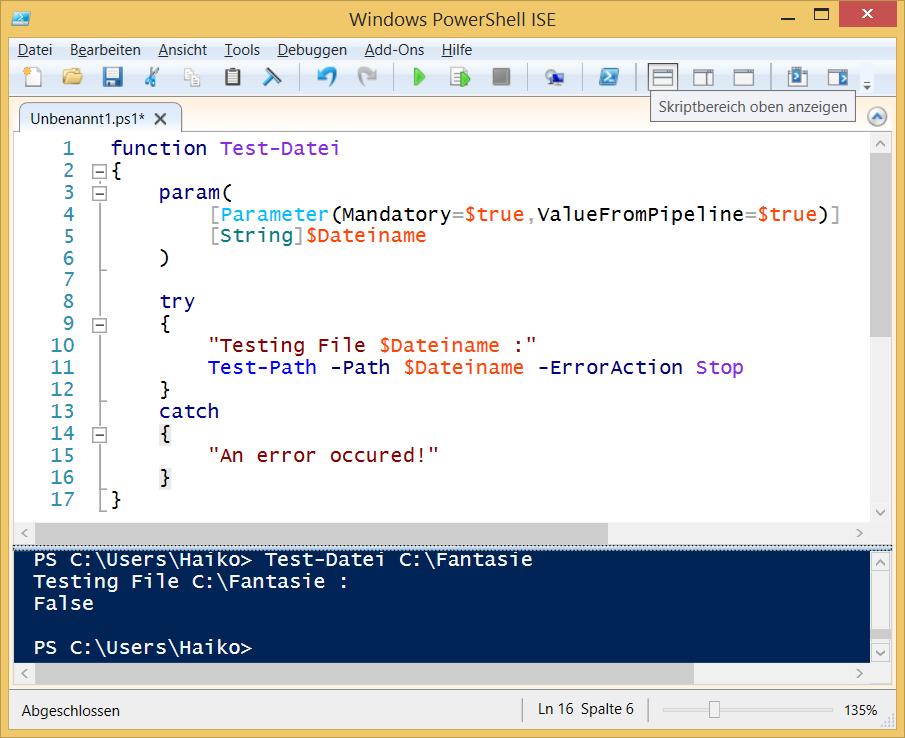 Windows PowerShell ISE
Datei Bearbeiten Ansicht Tools Debuggen Add-Ons Hilfe
Skriptbereich oben anzeigen
Unbenannt1.ps1* X
1 function Test-Datei
2 {
3 param(
4 [Parameter(Mandatory=$true,ValueFromPipeline=$true)]
5 [String]$Dateiname
6 )
7
8 try
9 {
10 "Testing File $Dateiname :"
11 Test-Path -Path $Dateiname -ErrorAction Stop
12 }
13 catch
14 {
15 "An error occured!"
16 }
17 }
PS C:\Users\Haiko> Test-Datei C:\Fantasie
Testing File C:\Fantasie :
False
PS C:\Users\Haiko>
Abgeschlossen Ln 16 Spalte 6 135%